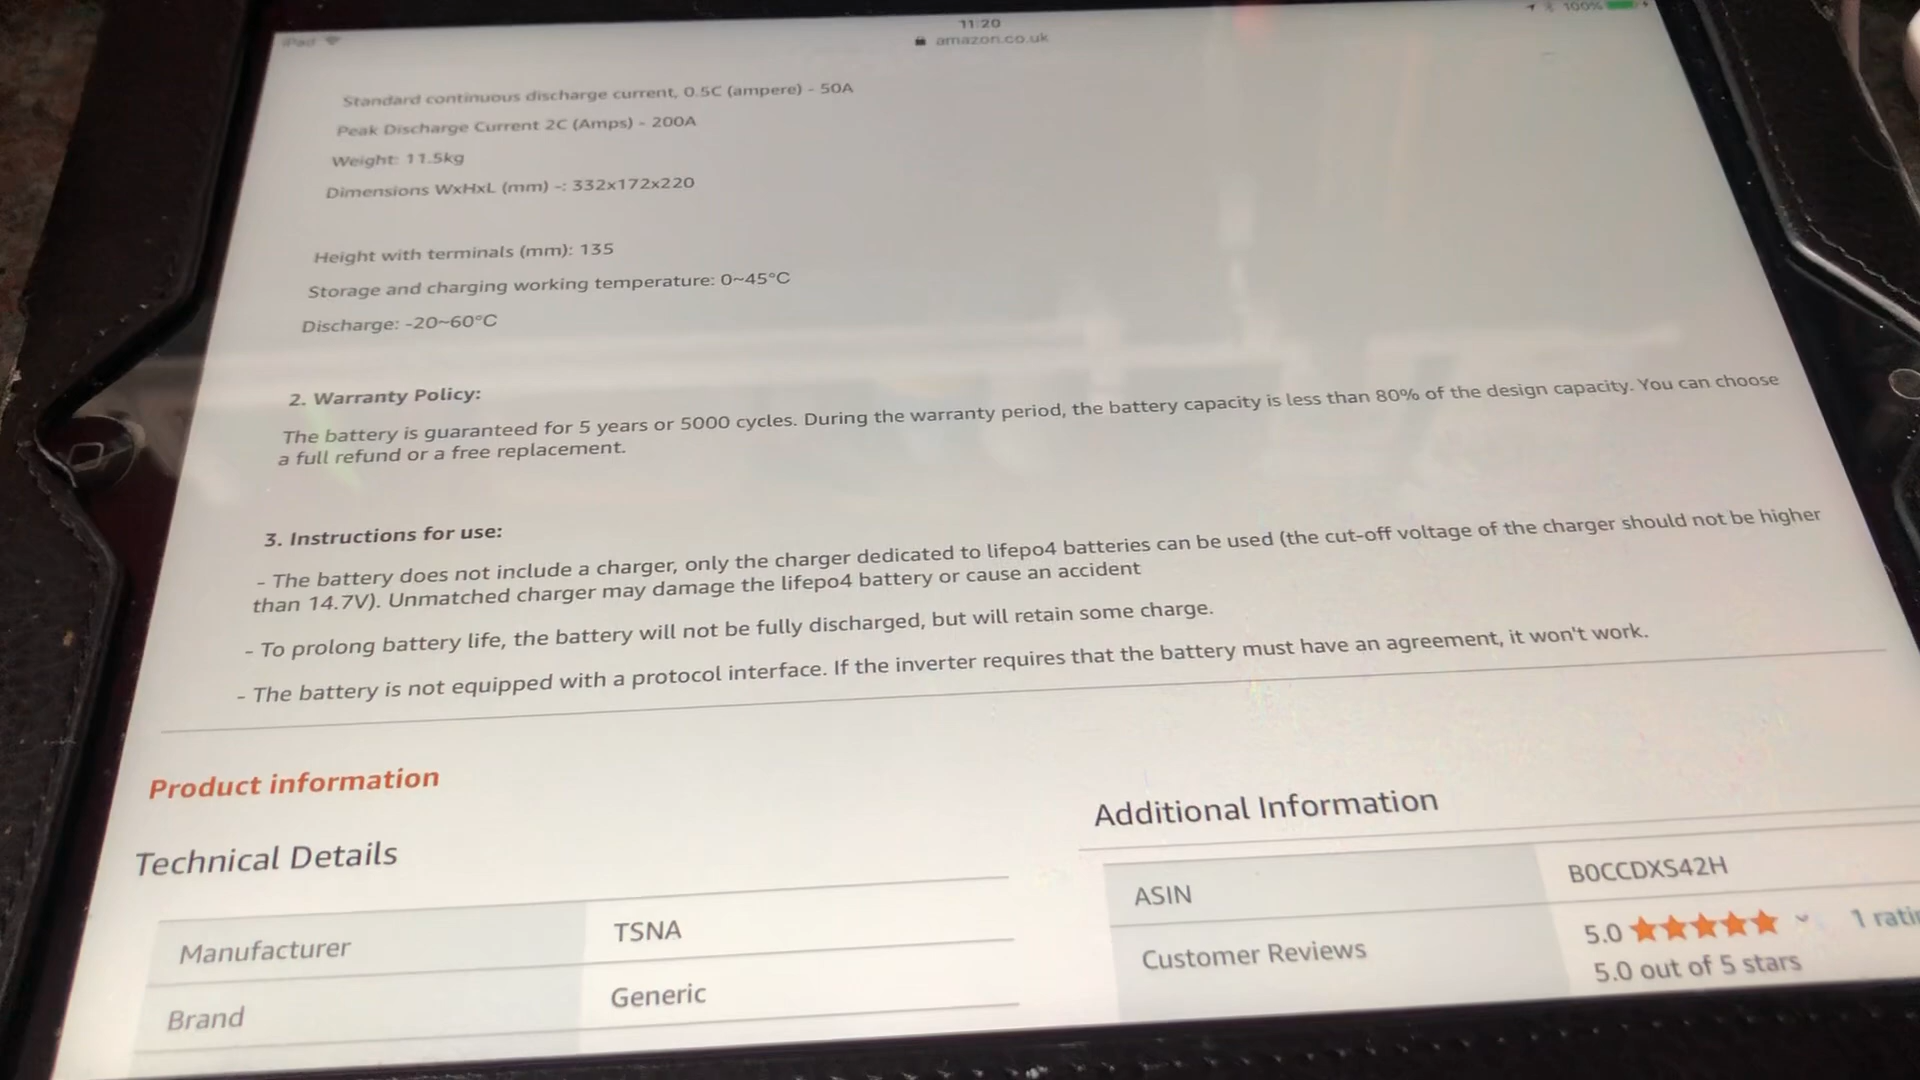 iPad
11:20
100%
amazon.co.uk
Standard continuous discharge current, 0.5C (ampere) - 50A
Peak Discharge Current 2C (Amps) - 200A
Weight: 11.5kg
Dimensions WxHxL (mm) -: 332x172x220
Height with terminals (mm): 135
Storage and charging working temperature: 0~45°C
Discharge: -20~60°C
2. Warranty Policy:
The battery is guaranteed for 5 years or 5000 cycles. During the warranty period, the battery capacity is less than 80% of the design capacity. You can choose
a full refund or a free replacement.
3. Instructions for use:
- The battery does not include a charger, only the charger dedicated to lifepo4 batteries can be used (the cut-off voltage of the charger should not be higher
than 14.7V). Unmatched charger may damage the lifepo4 battery or cause an accident
- To prolong battery life, the battery will not be fully discharged, but will retain some charge.
- The battery is not equipped with a protocol interface. If the inverter requires that the battery must have an agreement, it won't work.
Product information
Technical Details
Manufacturer TSNA
Brand Generic
Additional Information
ASIN B0CCDXS42H
Customer Reviews 5.0 1
5.0 out of 5 stars